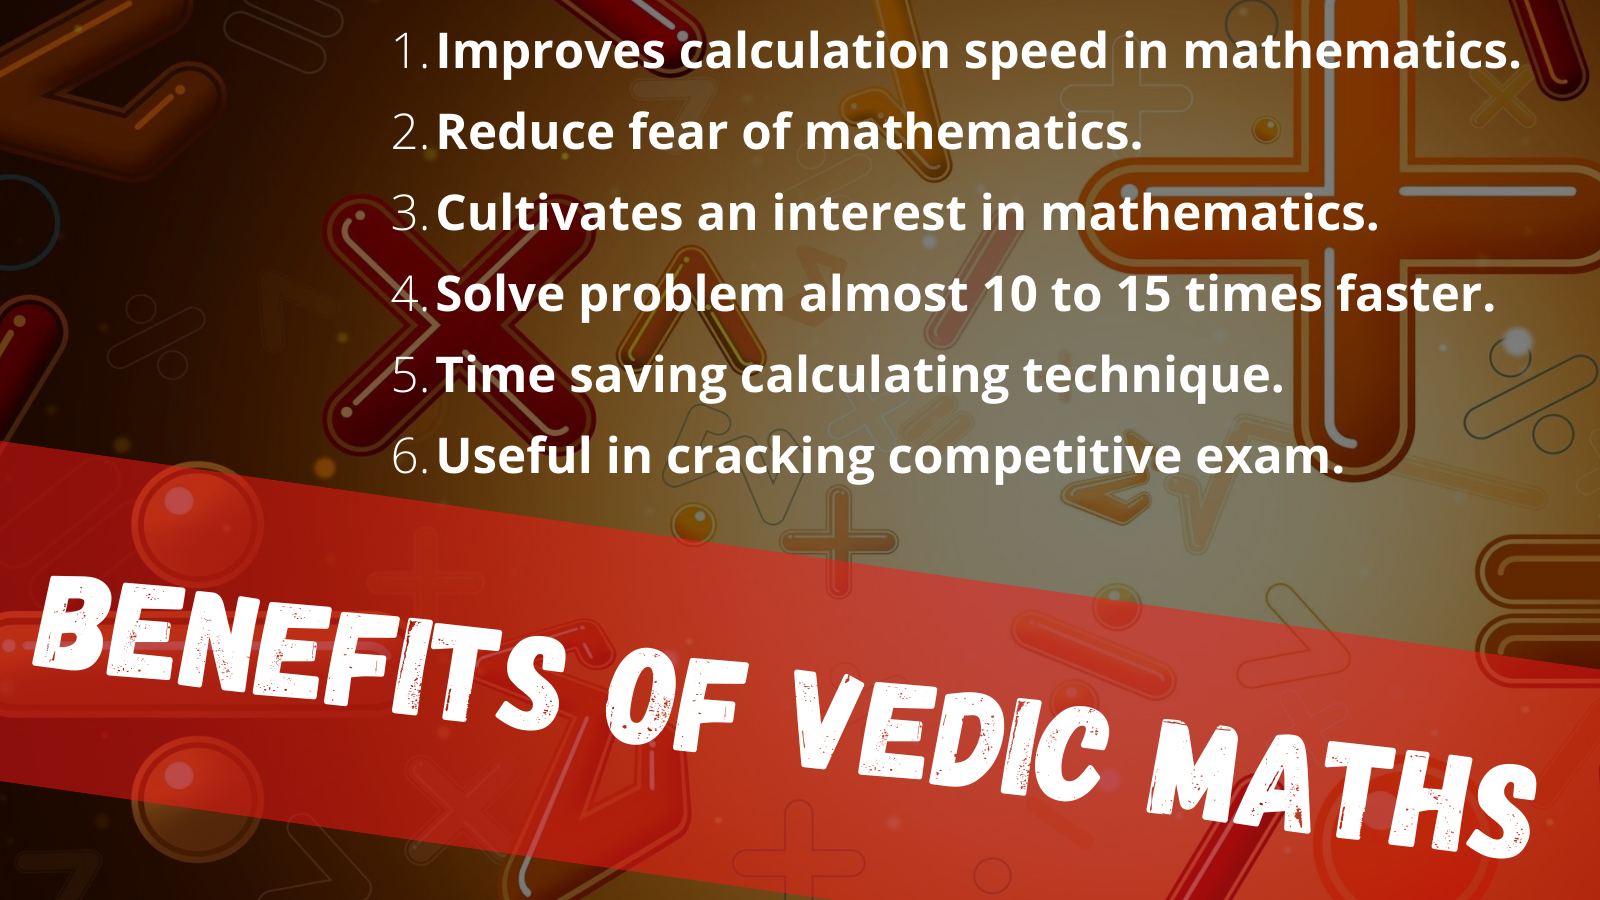 1. Improves calculation speed in mathematics.
2. Reduce fear of mathematics.
3. Cultivates an interest in mathematics.
4. Solve problem almost 10 to 15 times faster.
5. Time saving calculating technique.
6. Useful in cracking competitive exam.
BENEFITS OF VEDIC MATHS